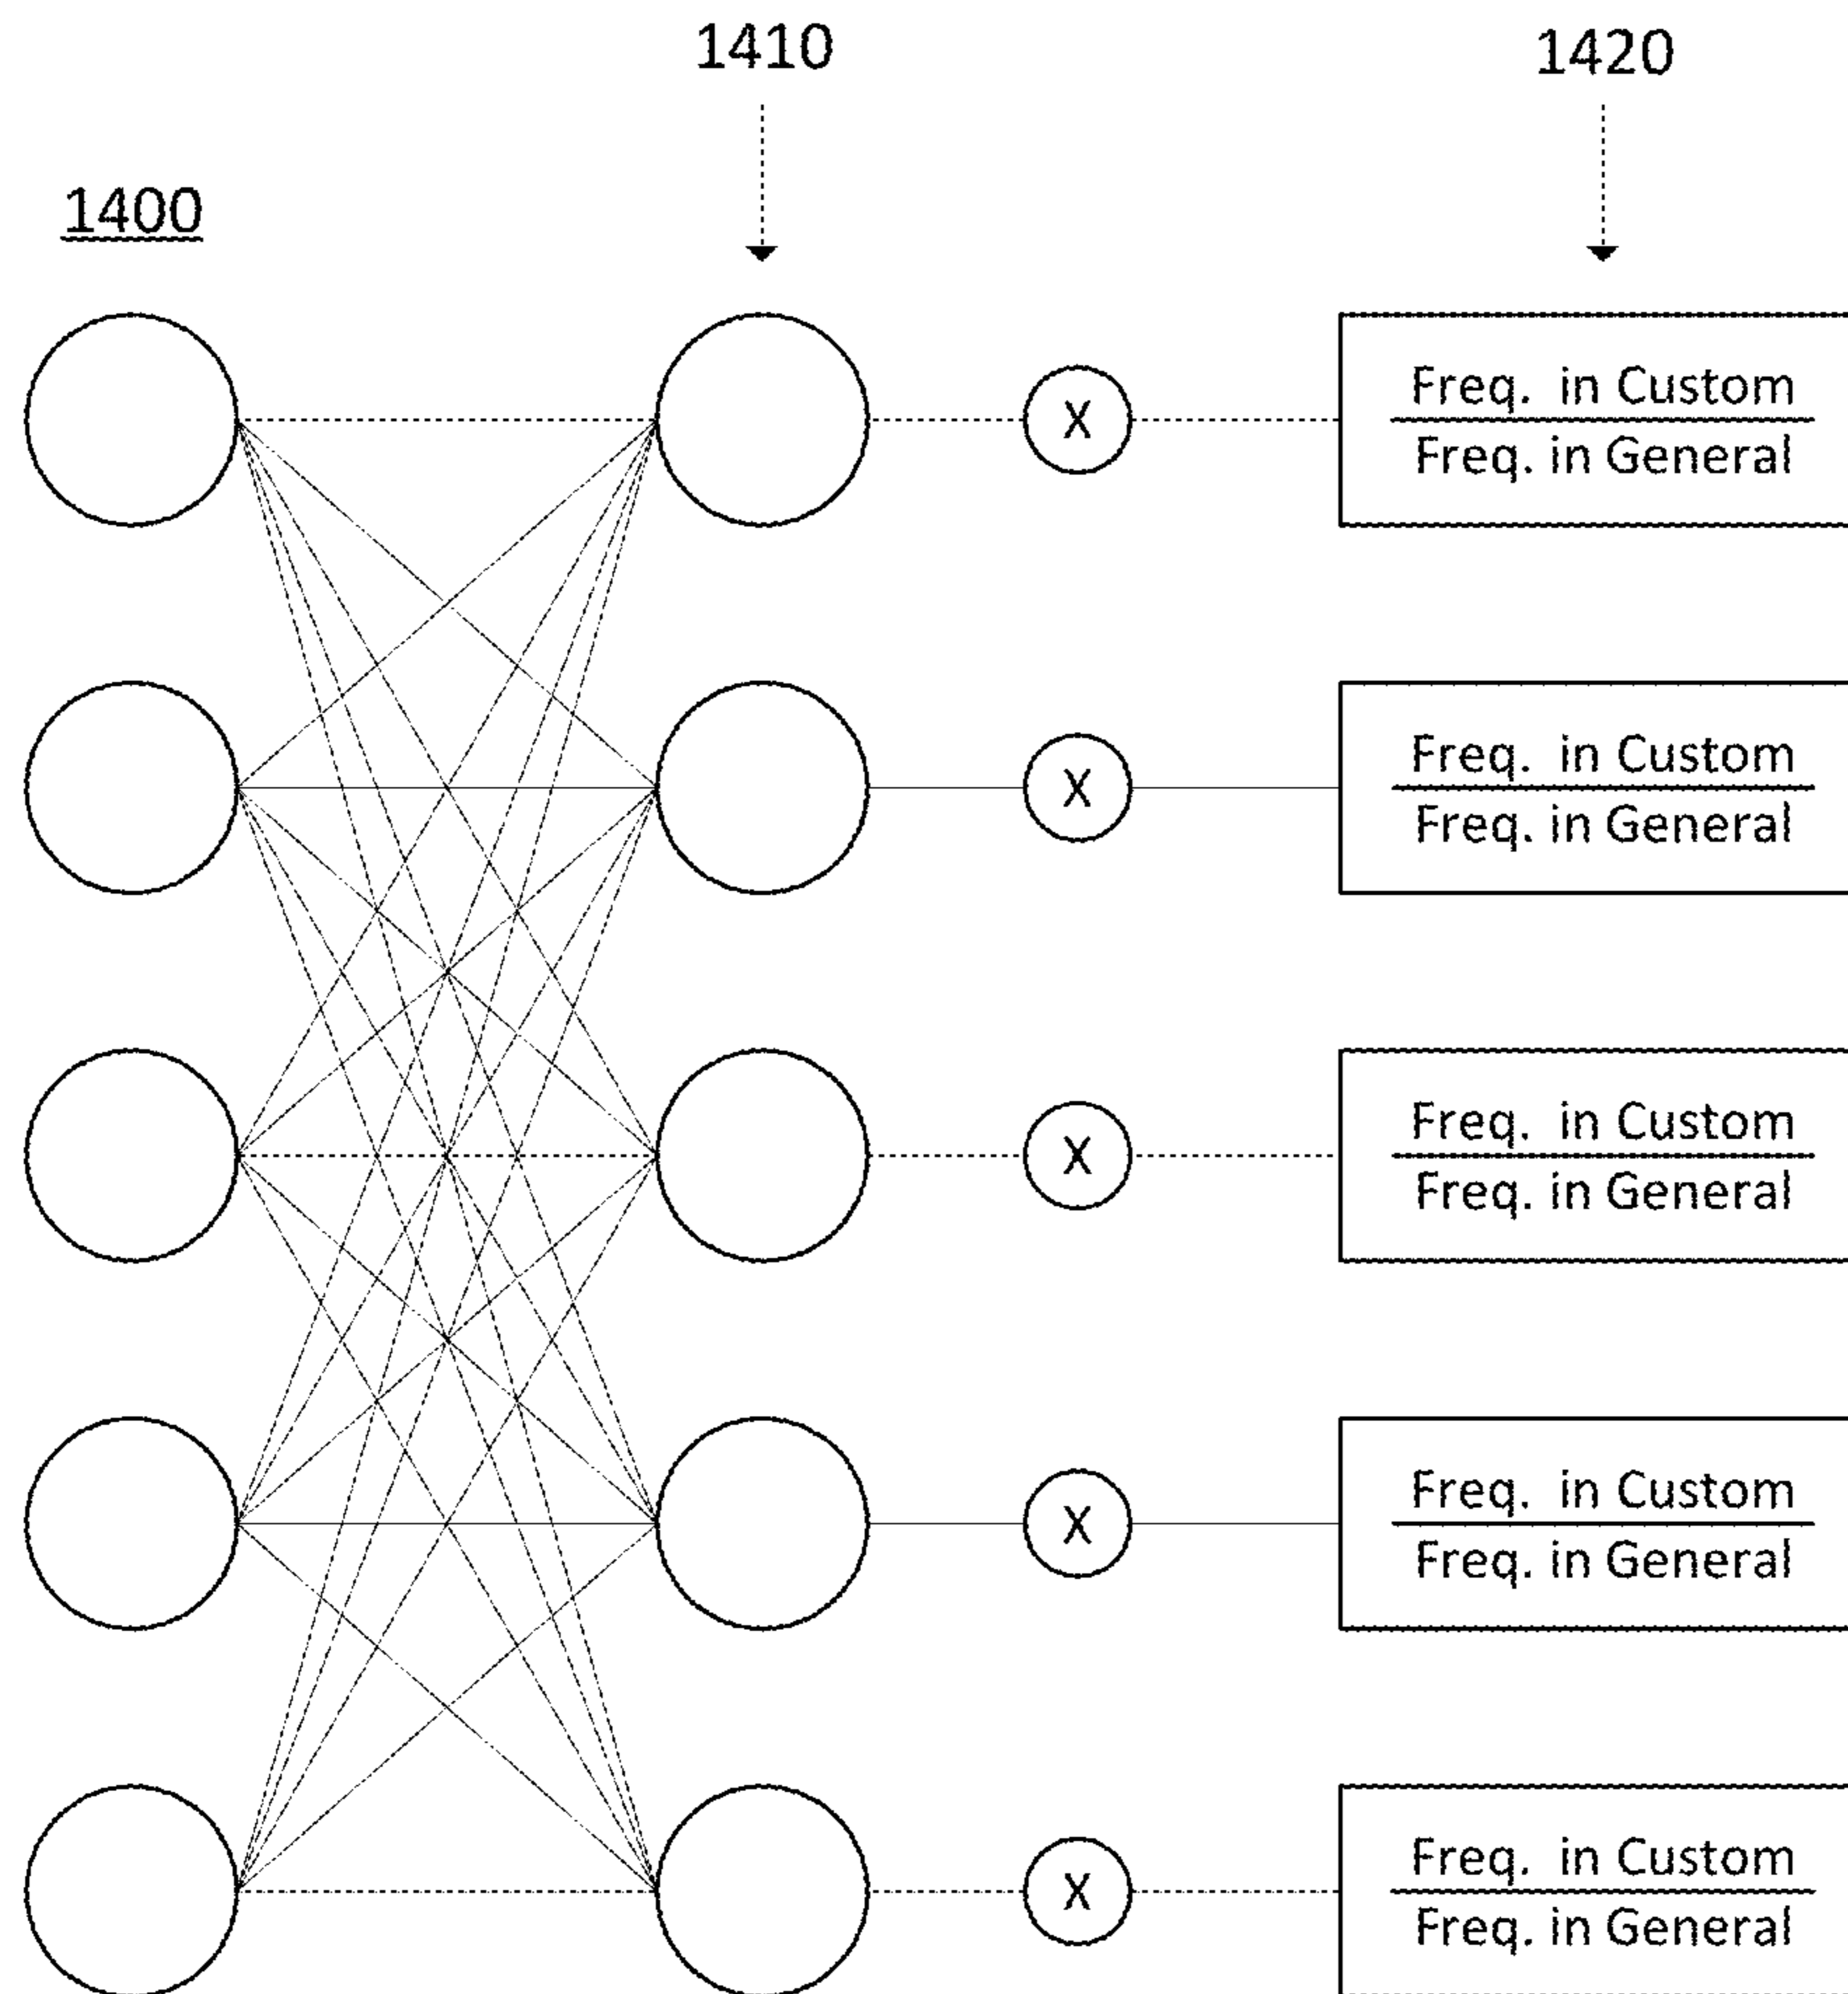 1410
1420
1400
X
Freq. in Custom
Freq. in General
X
Freq. in Custom
Freq. in General
X
Freq. in Custom
Freq. in General
X
Freq. in Custom
Freq. in General
X
Freq. in Custom
Freq. in General